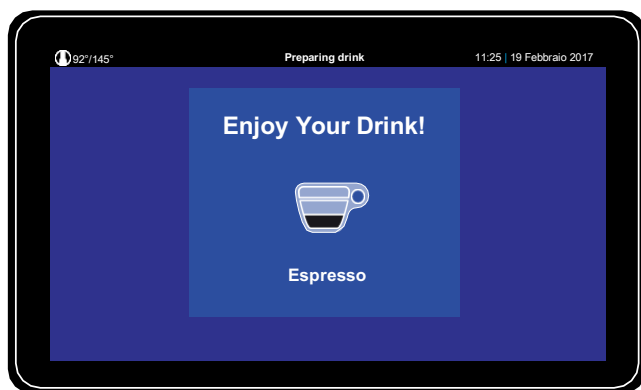 92°/145° Preparing drink 11:25 | 19 Febbraio 2017
Enjoy Your Drink!
Espresso